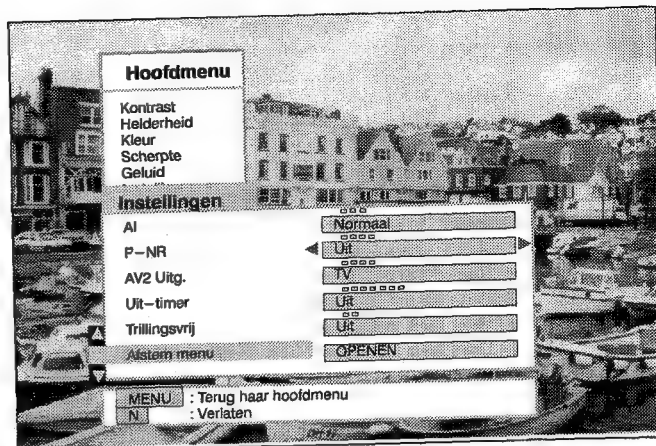 Hoofdmenu
Kontrast
Helderheid
Kleur
Scherpte
Geluid
Instellingen
AI Normaal
P-NR Uit
AV2 Uitg. TV
Uit-timer Uit
Trillingsvrij Uit
Afstem menu OPENEN
MENU : Terug haar hoofdmenu
N : Verlaten